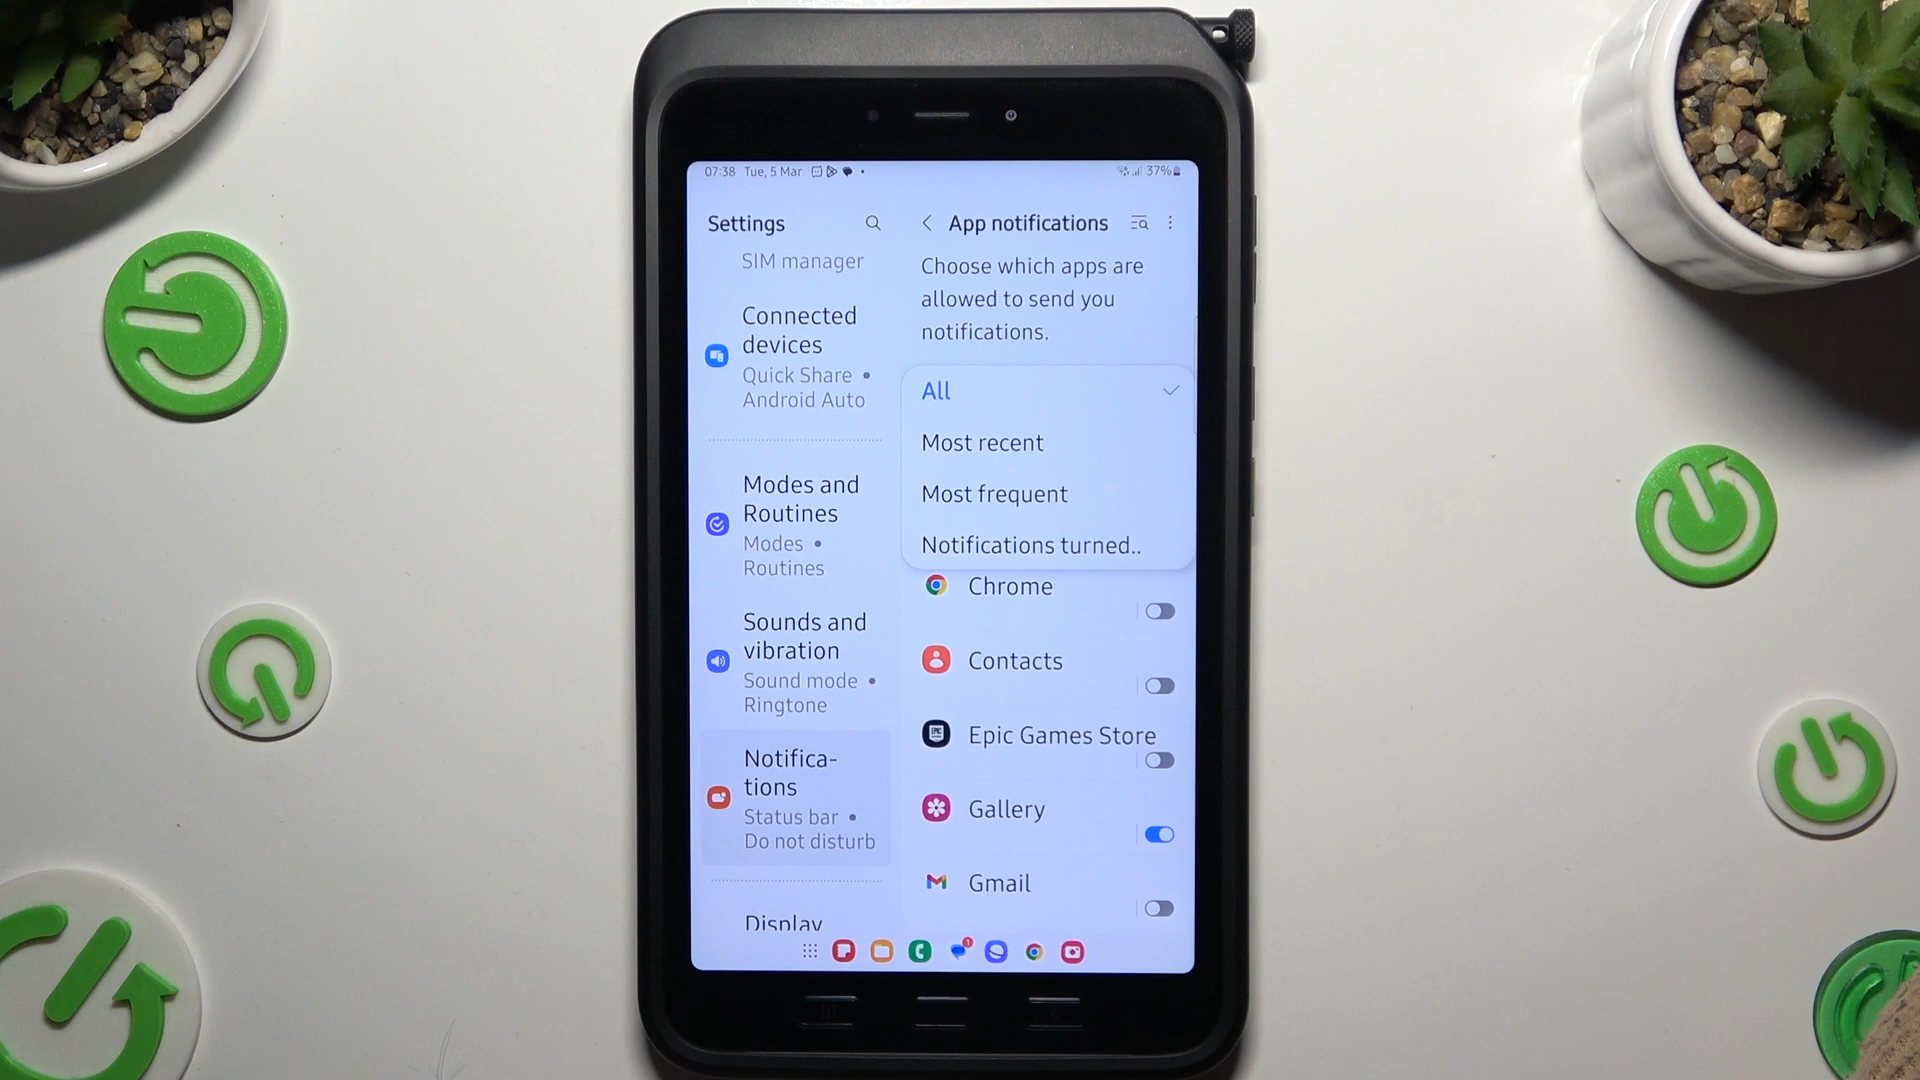 07:38 Tue, 5 Mar
37%
Settings
SIM manager
Connected
devices
Quick Share •
Android Auto
Modes and
Routines
Modes •
Routines
Sounds and
vibration
Sound mode •
Ringtone
Notifica-
tions
Status bar •
Do not disturb
Display
App notifications
Choose which apps are
allowed to send you
notifications.
All
Most recent
Most frequent
Notifications turned..
Chrome
Contacts
EPIC
Epic Games Store
Gallery
Gmail
1